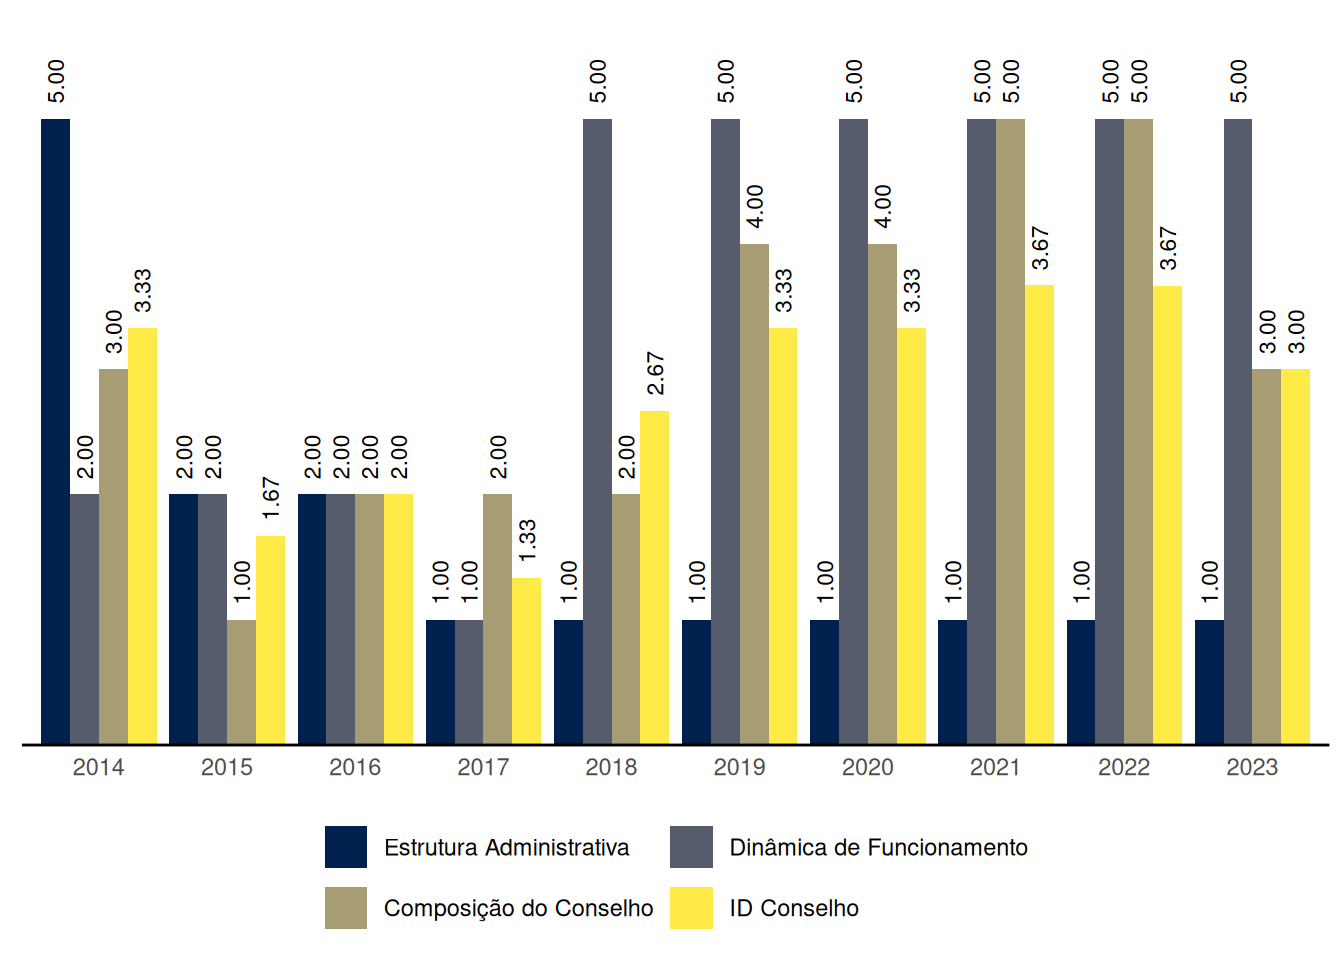 5.00 2.00 3.00 3.33 2.00 2.00 1.00 1.67 2.00 2.00 2.00 2.00 1.00 1.00 2.00 1.33 1.00 5.00 2.00 2.67 1.00 5.00 4.00 3.33 1.00 5.00 4.00 3.33 1.00 5.00 5.00 3.67 1.00 5.00 5.00 3.67 1.00 5.00 3.00 3.00
2014 2015 2016 2017 2018 2019 2020 2021 2022 2023
Estrutura Administrativa Dinâmica de Funcionamento
Composição do Conselho ID Conselho